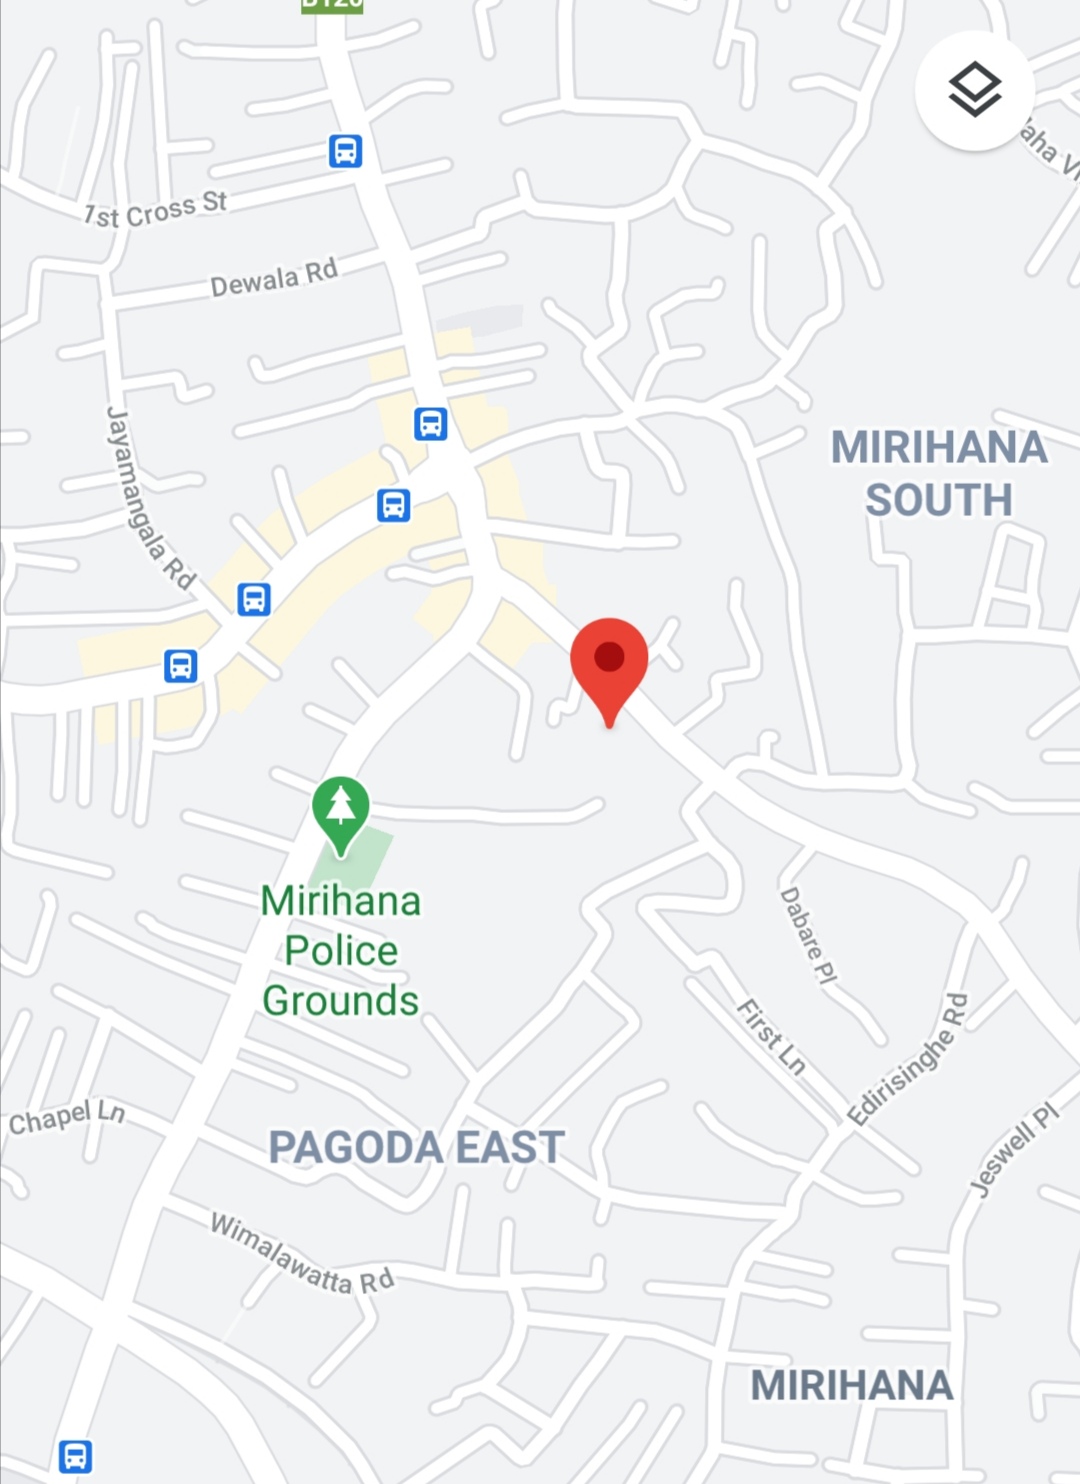 B120
1st Cross St
Dewala Rd
Jayamangala Rd
MIRIHANA
SOUTH
Mirihana
Police
Grounds
Dabare Pl
First Ln
Edirisinghe Rd
Chapel Ln
PAGODA EAST
Jeswell Pl
Wimalawatta Rd
MIRIHANA